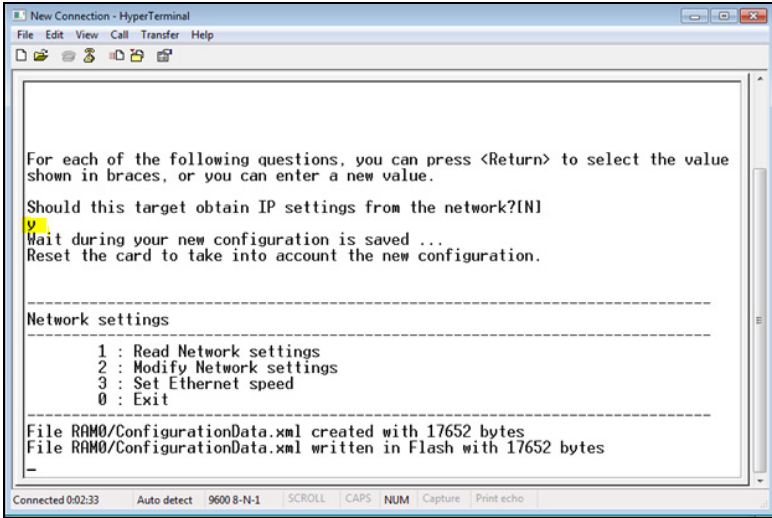 New Connection - HyperTerminal
File Edit View Call Transfer Help
For each of the following questions, you can press <Return> to select the value
shown in braces, or you can enter a new value.
Should this target obtain IP settings from the network?[N]
y
Wait during your new configuration is saved ...
Reset the card to take into account the new configuration.
--------------------------------------------------------------------------------
Network settings
--------------------------------------------------------------------------------
1 : Read Network settings
2 : Modify Network settings
3 : Set Ethernet speed
0 : Exit
--------------------------------------------------------------------------------
File RAM0/ConfigurationData.xml created with 17652 bytes
File RAM0/ConfigurationData.xml written in Flash with 17652 bytes
_
Connected 0:02:33 Auto detect 9600 8-N-1 SCROLL CAPS NUM Capture Print echo